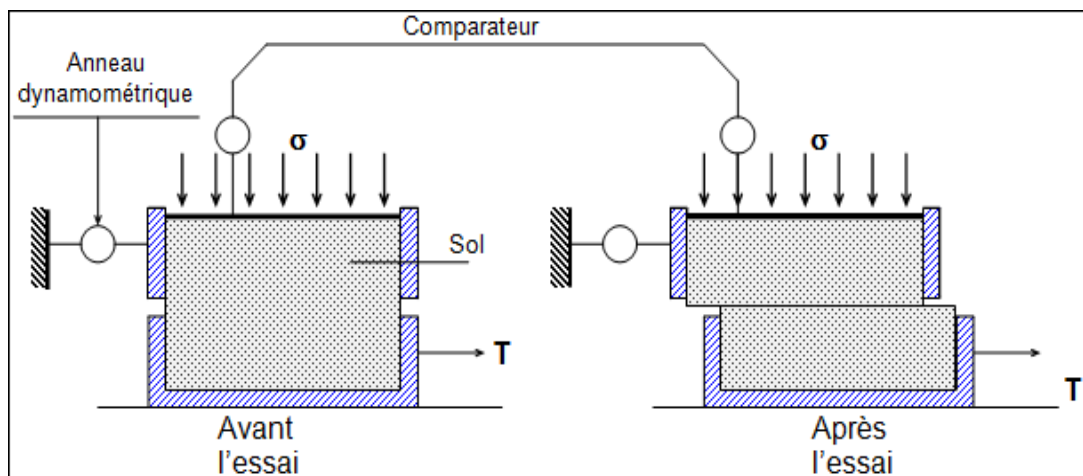 Comparateur
Anneau
dynamométrique
σ
σ
Sol
T
T
Avant
l'essai
Après
l'essai